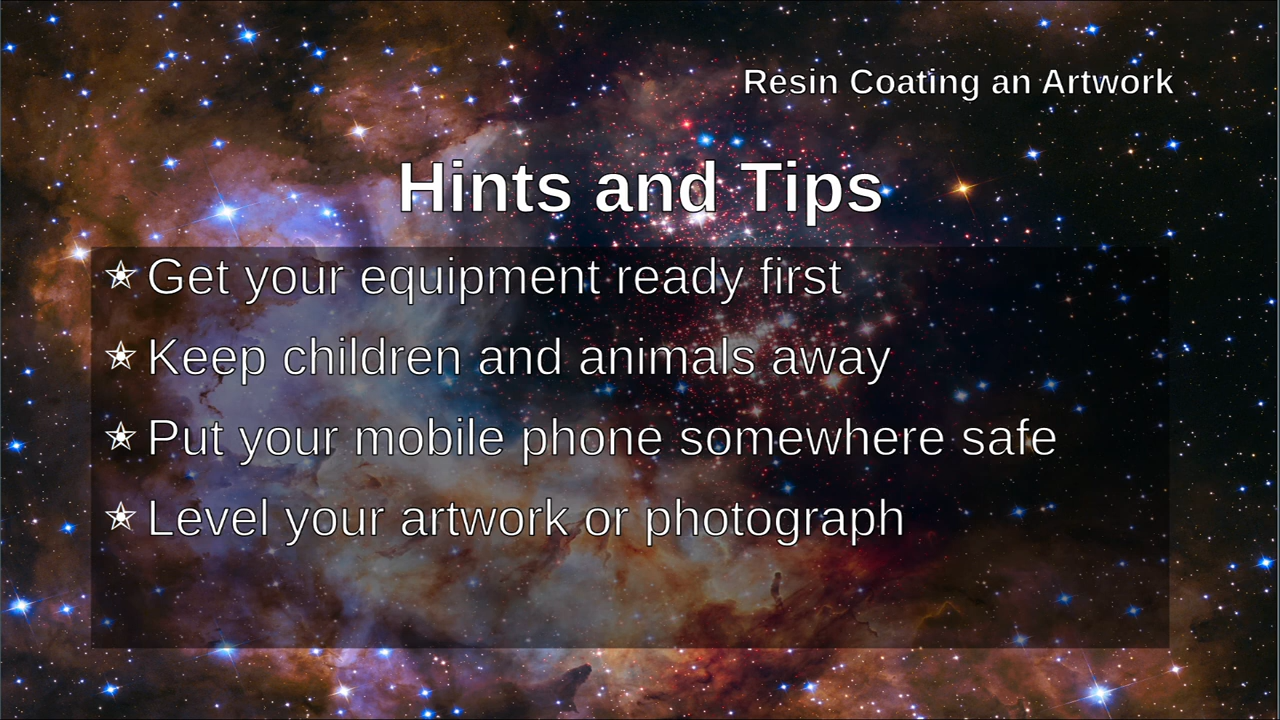 Resin Coating an Artwork
Hints and Tips
Get your equipment ready first
Keep children and animals away
Put your mobile phone somewhere safe
Level your artwork or photograph